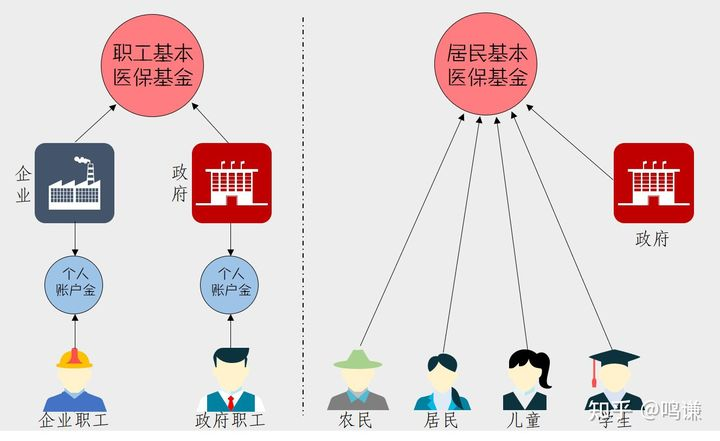 职工基本
医保基金
居民基本
医保基金
企
业
政
府
政府
个人
账户金
个人
账户金
企业职工
政府职工
农民
居民
儿童
学生
知乎 @鸣谦